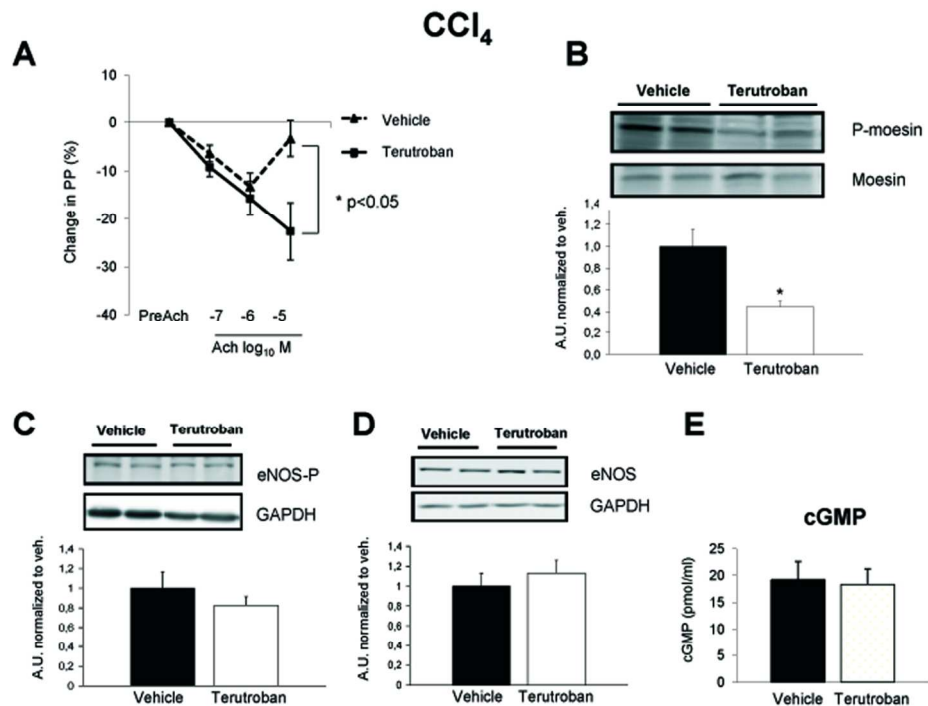 CCl₄
A
Change in PP (%)
10
0
-10
-20
-30
-40
PreAch -7 -6 -5
Ach log₁₀ M
Vehicle
Terutroban
* p<0.05
B
Vehicle Terutroban
P-moesin
Moesin
A.U. normalized to veh.
1,4
1,2
1,0
0,8
0,6
0,4
0,2
0,0
*
Vehicle Terutroban
C
Vehicle Terutroban
eNOS-P
GAPDH
A.U. normalized to veh.
1,4
1,2
1
0,8
0,6
0,4
0,2
0
Vehicle Terutroban
D
Vehicle Terutroban
eNOS
GAPDH
A.U. normalized to veh.
1,4
1,2
1
0,8
0,6
0,4
0,2
0
Vehicle Terutroban
E
cGMP
cGMP (pmol/ml)
25
20
15
10
5
0
Vehicle Terutroban